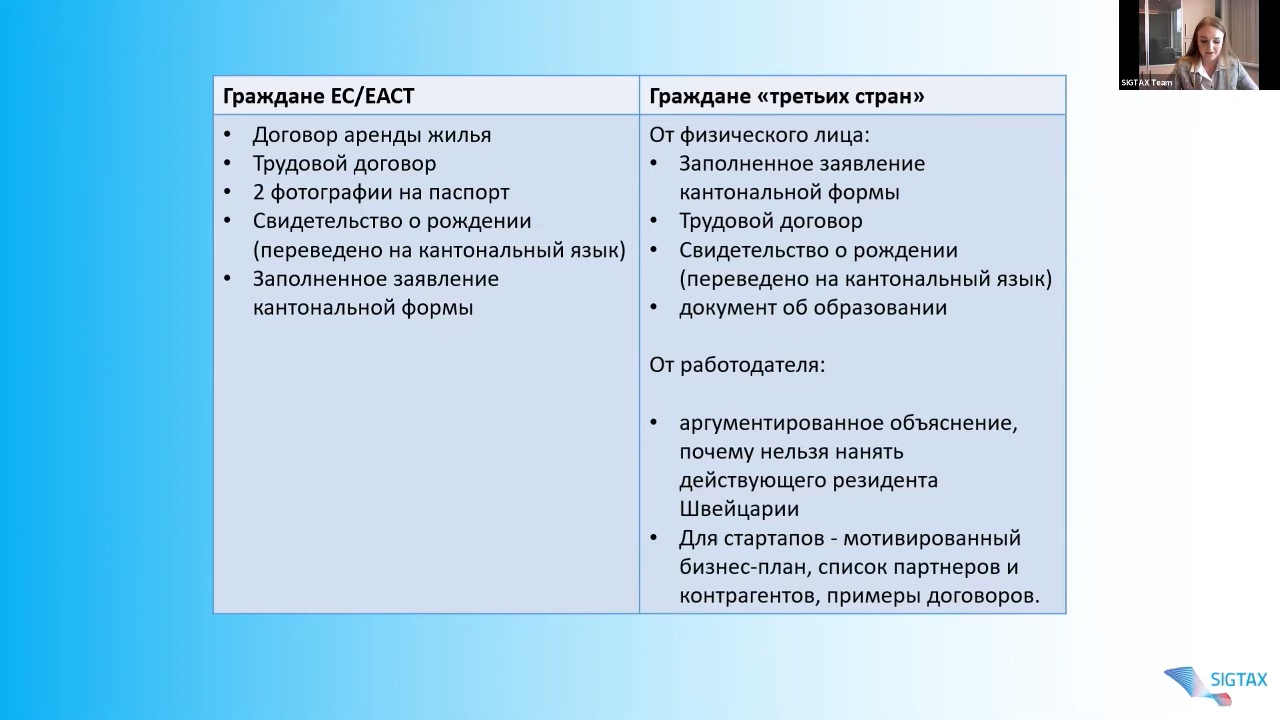 SIGTAX Team
Граждане ЕС/ЕАСТ
Граждане «третьих стран»
• Договор аренды жилья
• Трудовой договор
• 2 фотографии на паспорт
• Свидетельство о рождении
(переведено на кантональный язык)
• Заполненное заявление
кантональной формы
От физического лица:
• Заполненное заявление
кантональной формы
• Трудовой договор
• Свидетельство о рождении
(переведено на кантональный язык)
• документ об образовании
От работодателя:
• аргументированное объяснение,
почему нельзя нанять
действующего резидента
Швейцарии
• Для стартапов - мотивированный
бизнес-план, список партнеров и
контрагентов, примеры договоров.
SIGTAX